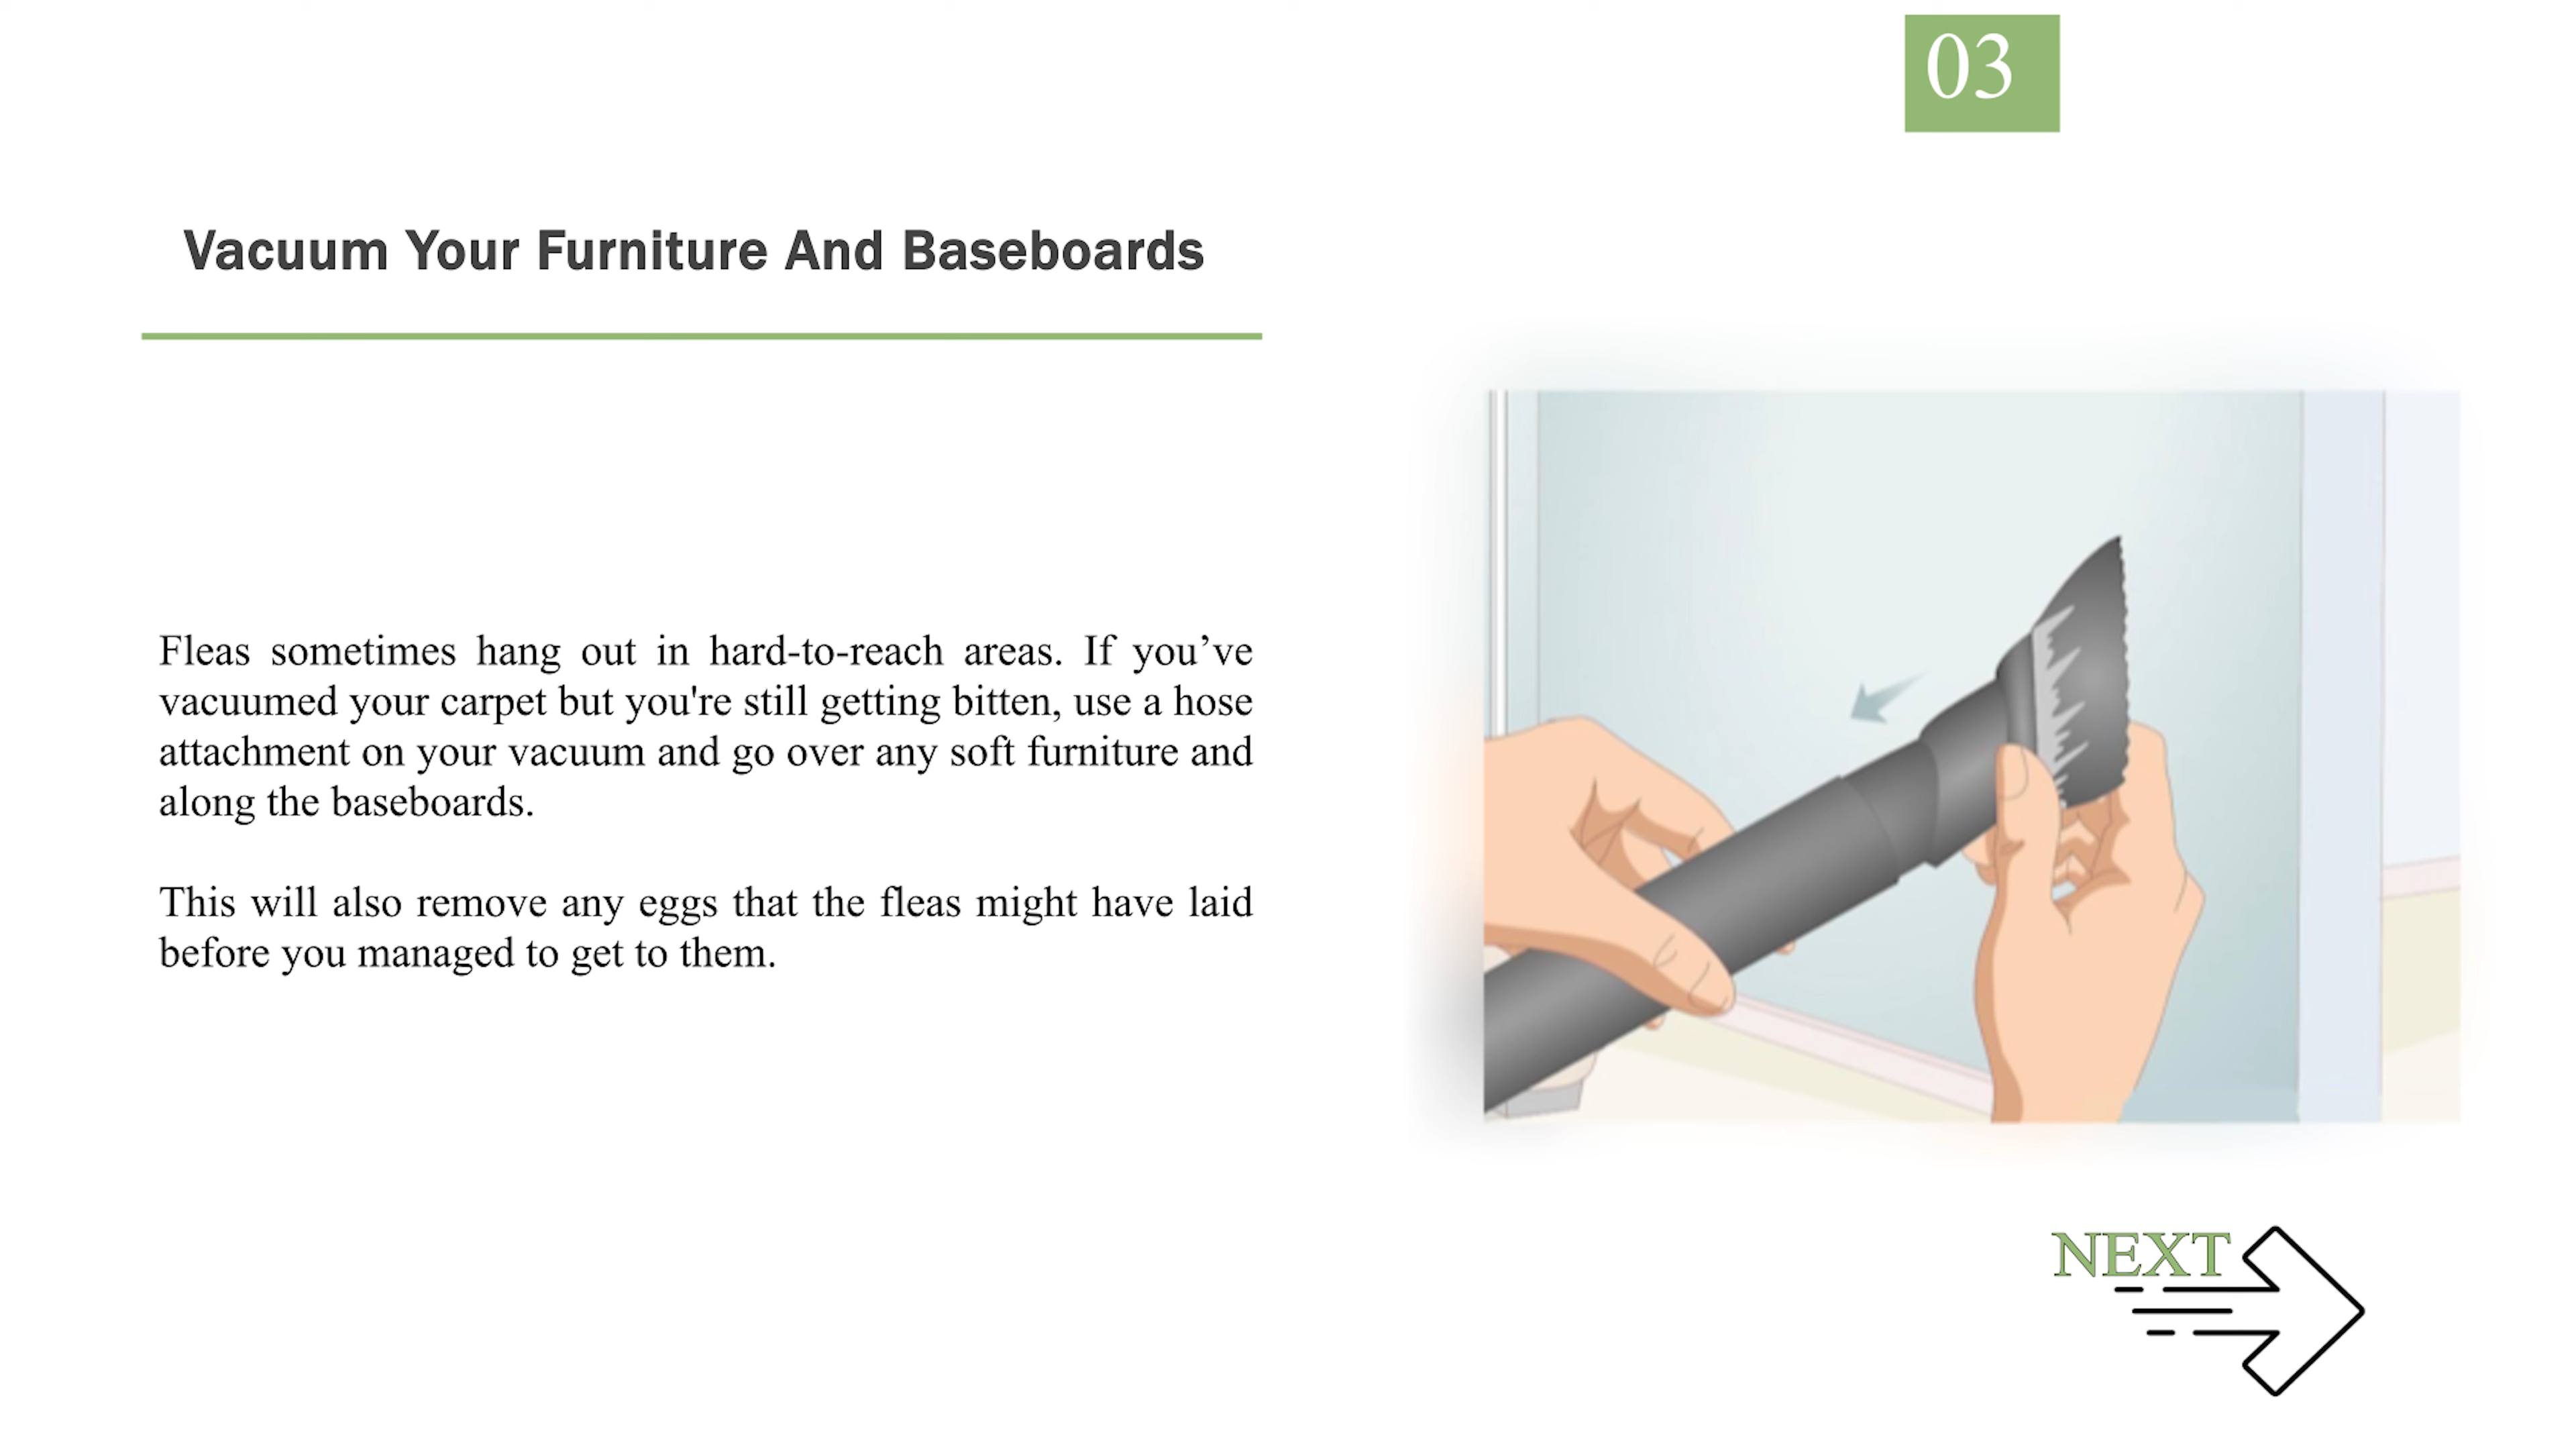 03
Vacuum Your Furniture And Baseboards
Fleas sometimes hang out in hard-to-reach areas. If you’ve
vacuumed your carpet but you're still getting bitten, use a hose
attachment on your vacuum and go over any soft furniture and
along the baseboards.
This will also remove any eggs that the fleas might have laid
before you managed to get to them.
NEXT